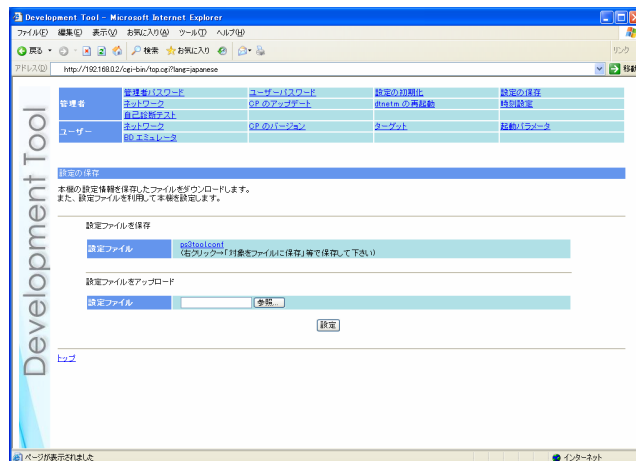 Development Tool - Microsoft Internet Explorer
ファイル(F) 編集(E) 表示(V) お気に入り(A) ツール(T) ヘルプ(H)
戻る 検索 お気に入り リンク
アドレス(D) http://192.168.0.2/cgi-bin/top.cgi?lang=japanese 移動
Development Tool
管理者 管理者パスワード ユーザーパスワード 設定の初期化 設定の保存
ネットワーク CP のアップデート dtnetm の再起動 時刻設定
自己診断テスト
ユーザー ネットワーク CP のバージョン ターゲット 起動パラメータ
BD エミュレータ
設定の保存
本機の設定情報を保存したファイルをダウンロードします。
また、設定ファイルを利用して本機を設定します。
設定ファイルを保存
設定ファイル ps3tool.conf
(右クリック→「対象をファイルに保存」等で保存して下さい)
設定ファイルをアップロード
設定ファイル 参照...
設定
トップ
ページが表示されました インターネット